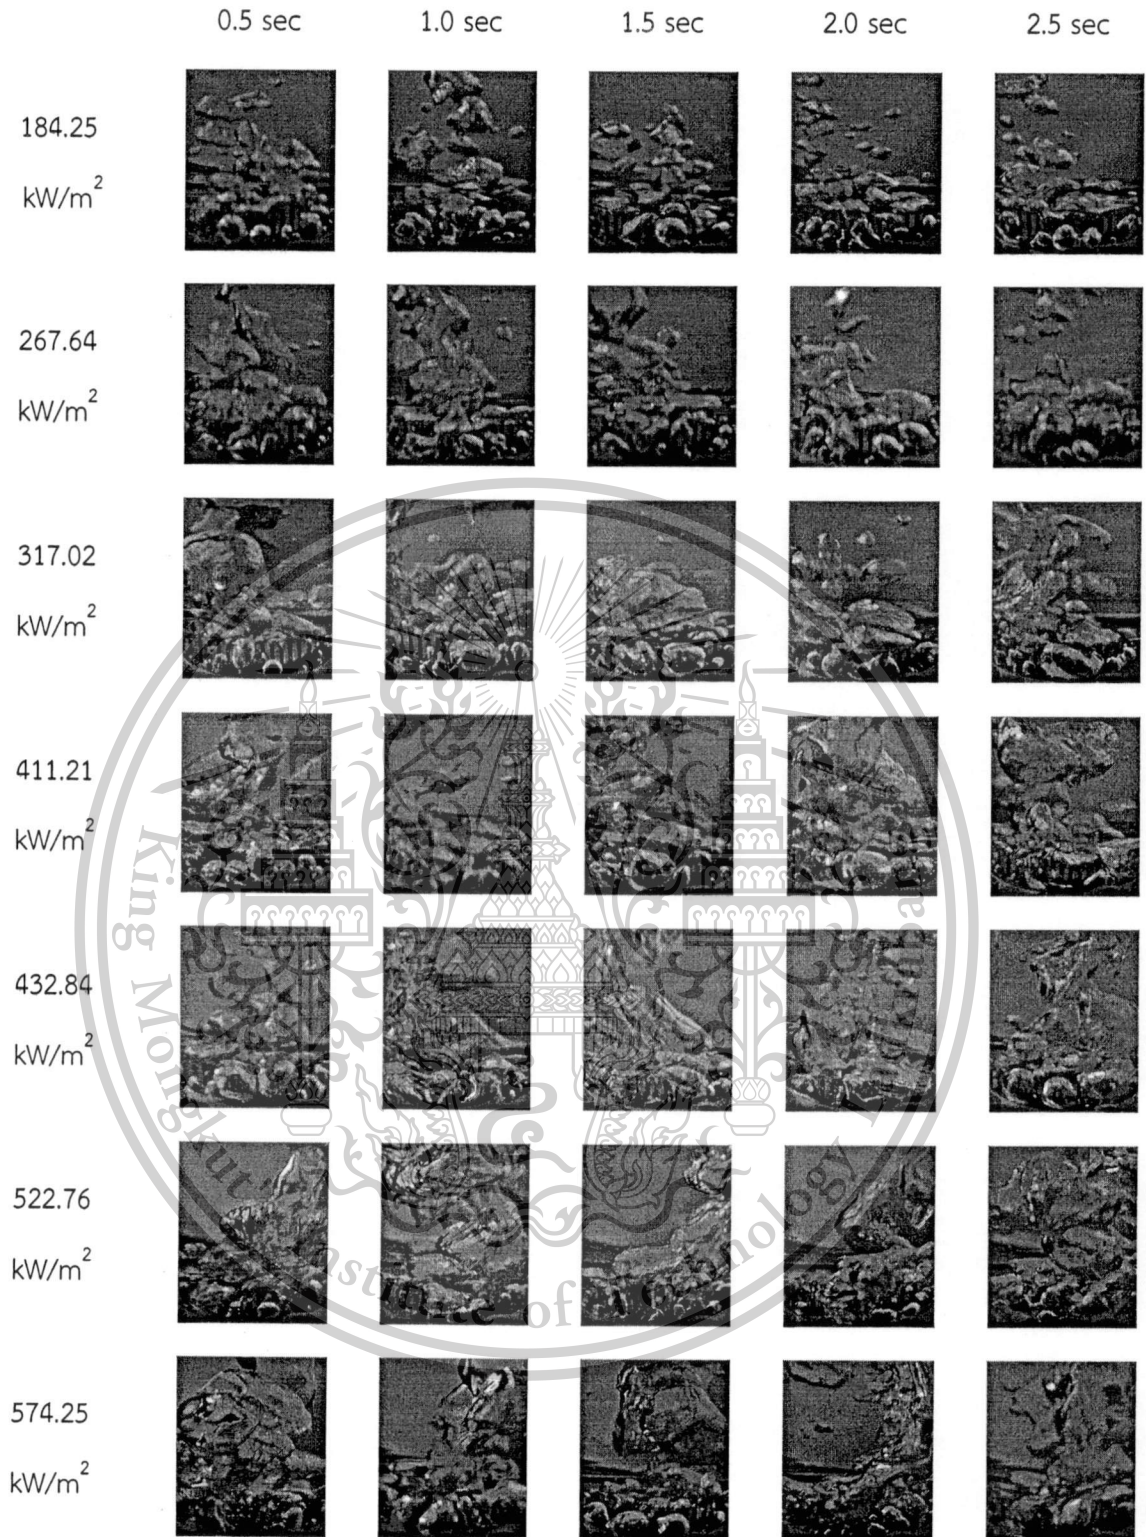 0.5 sec 1.0 sec 1.5 sec 2.0 sec 2.5 sec
184.25
kW/m²
267.64
kW/m²
317.02
kW/m²
411.21
kW/m²
432.84
kW/m²
522.76
kW/m²
574.25
kW/m²
King Mongkut's Institute of Technology